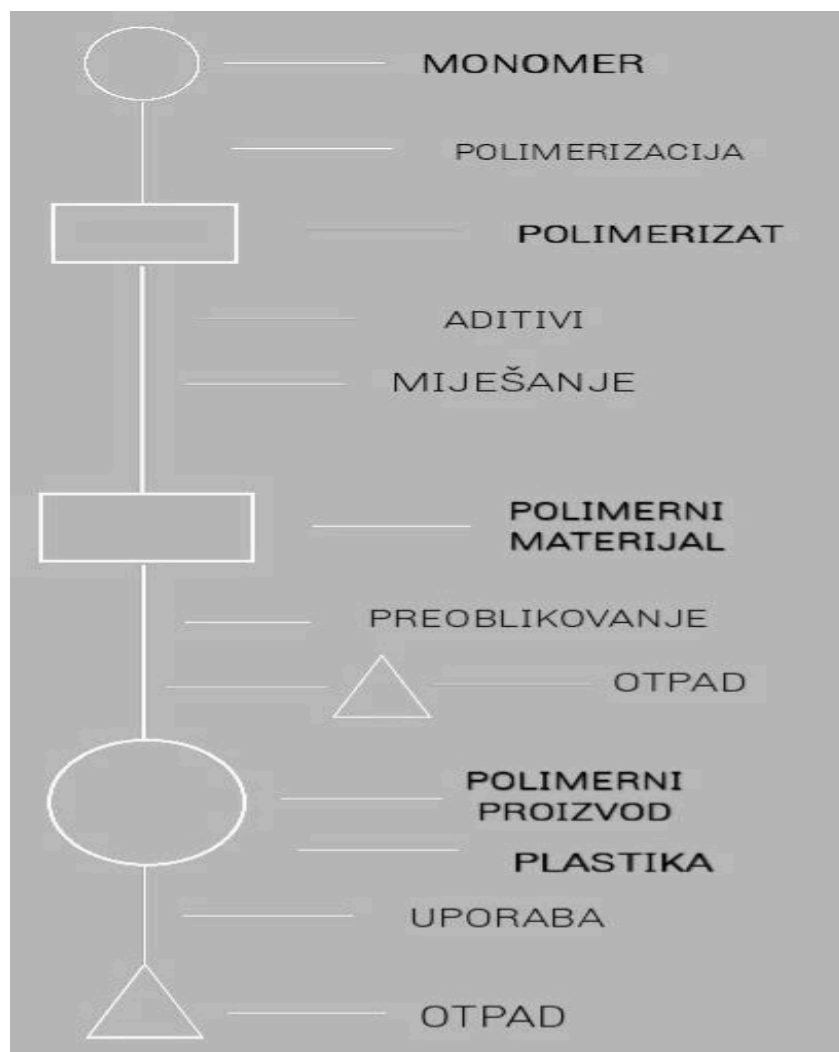 MONOMER
POLIMERIZACIJA
POLIMERIZAT
ADITIVI
MIJEŠANJE
POLIMERNI
MATERIJAL
PREOBLIKOVANJE
OTPAD
POLIMERNI
PROIZVOD
PLASTIKA
UPORABA
OTPAD